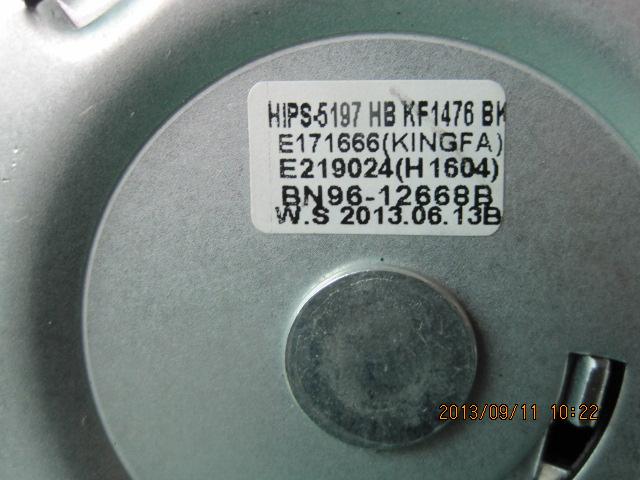 HIPS-5197 HB KF1476 BK
E171666(KINGFA)
E219024(H1604)
BN96-12668B
W.S 2013.06.13B
2013/09/11 10:22